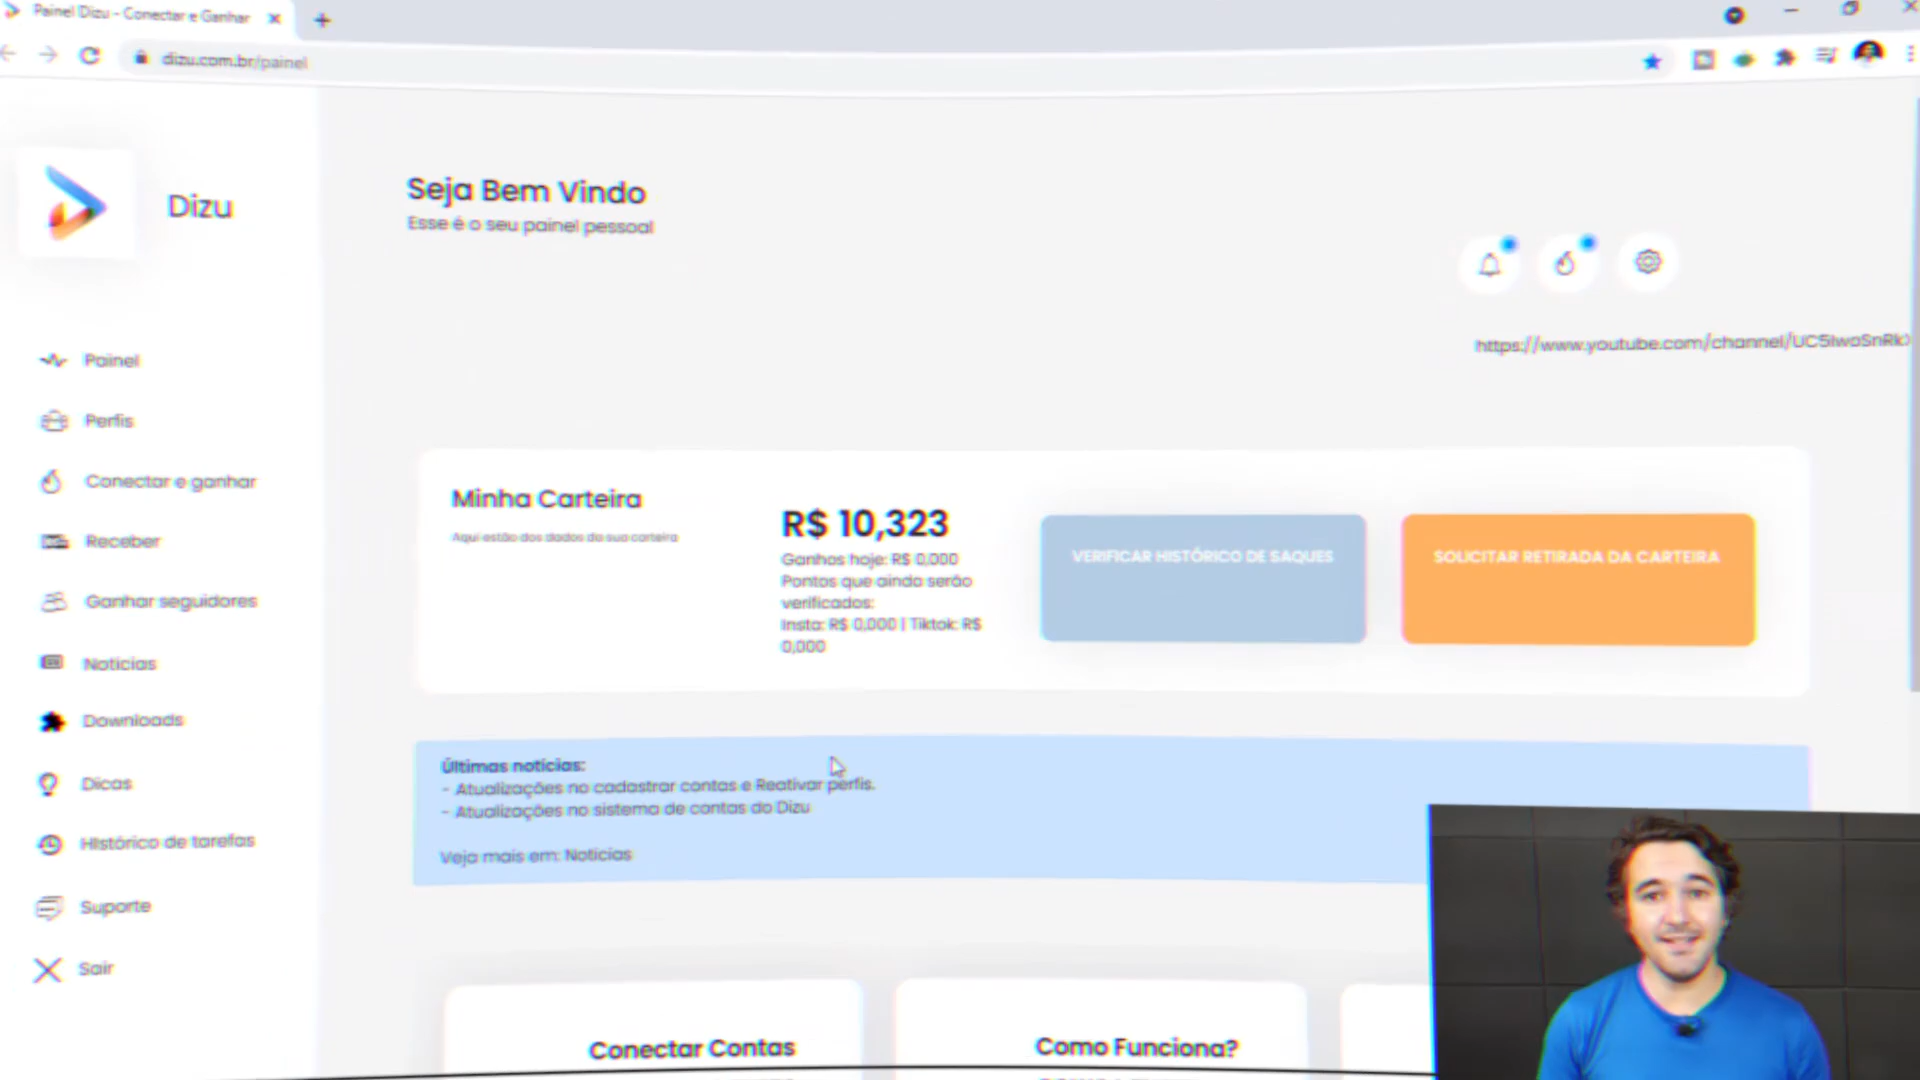 Painel Dizu - Conectar e Ganhar
dizu.com.br/painel
Dizu
Seja Bem Vindo
Esse é o seu painel pessoal
https://www.youtube.com/channel/
Painel
Perfis
Conectar e ganhar
Receber
Ganhar seguidores
Notícias
Downloads
Dicas
Histórico de tarefas
Suporte
Sair
Minha Carteira
Aqui estão dos dados da sua carteira
R$ 10,323
Ganhos hoje: R$ 0,000
Pontos que ainda serão
verificados:
Insta: R$ 0,000 | Tiktok: R$
0,000
VERIFICAR HISTÓRICO DE SAQUES
SOLICITAR RETIRADA DA CARTEIRA
Últimas notícias:
- Atualizações no cadastrar contas e Reativar perfis.
- Atualizações no sistema de contas do Dizu
Veja mais em: Notícias
Conectar Contas
Como Funciona?